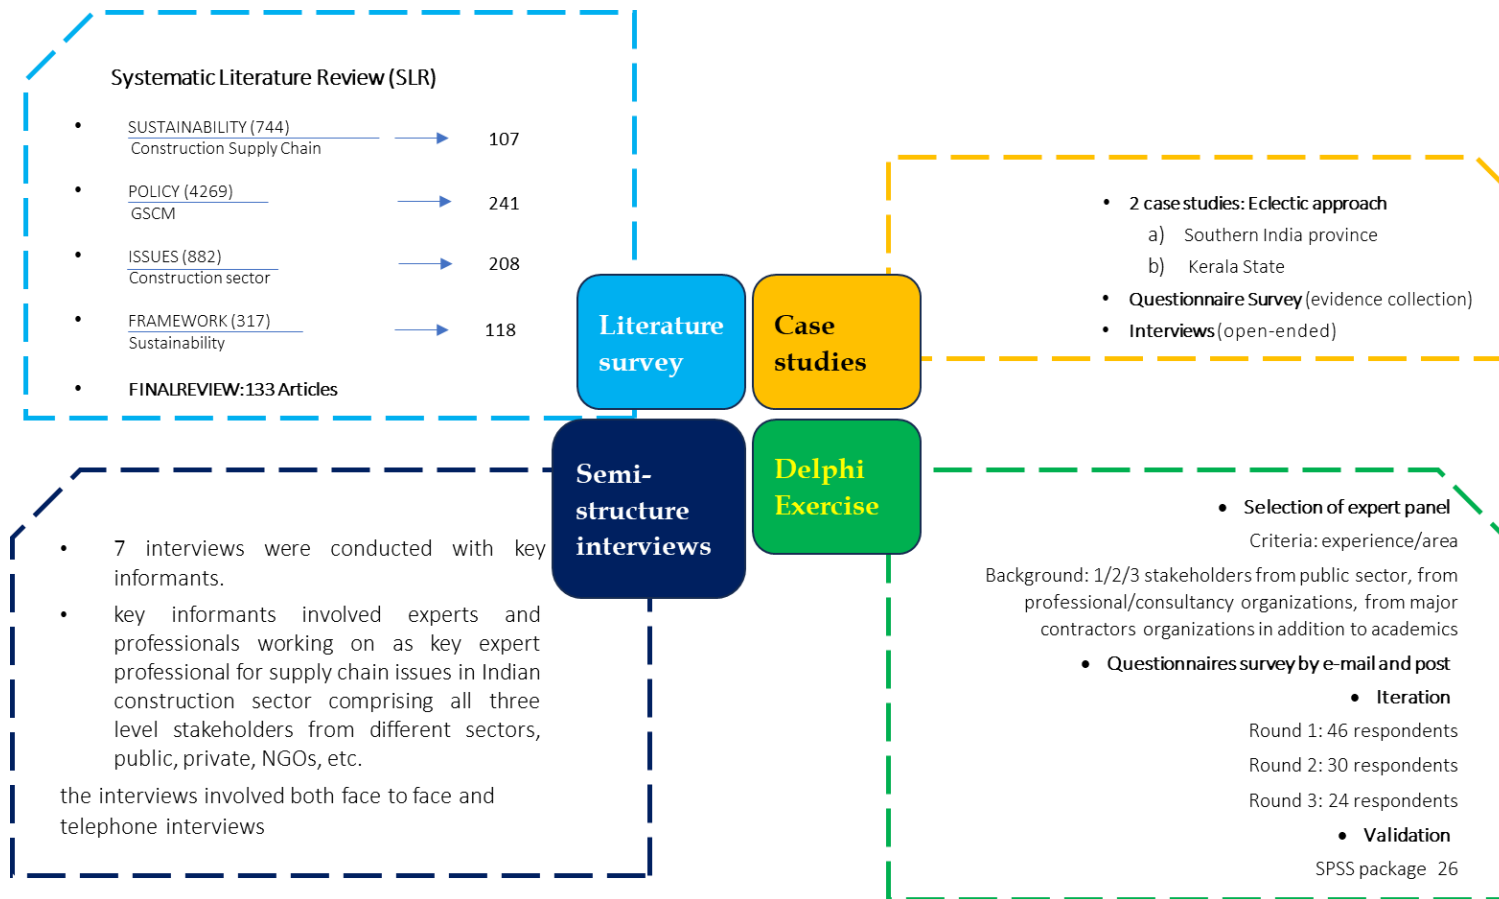 Systematic Literature Review (SLR)
• SUSTAINABILITY (744)
Construction Supply Chain
107
• POLICY (4269)
GSCM
241
• ISSUES (882)
Construction sector
208
• FRAMEWORK (317)
Sustainability
118
• FINALREVIEW:133 Articles
Literature
survey
Case
studies
• 2 case studies: Eclectic approach
a) Southern India province
b) Kerala State
• Questionnaire Survey (evidence collection)
• Interviews (open-ended)
Semi-
structure
interviews
• 7 interviews were conducted with key
informants.
• key informants involved experts and
professionals working on as key expert
professional for supply chain issues in Indian
construction sector comprising all three
level stakeholders from different sectors,
public, private, NGOs, etc.
the interviews involved both face to face and
telephone interviews
Delphi
Exercise
• Selection of expert panel
Criteria: experience/area
Background: 1/2/3 stakeholders from public sector, from
professional/consultancy organizations, from major
contractors organizations in addition to academics
• Questionnaires survey by e-mail and post
• Iteration
Round 1: 46 respondents
Round 2: 30 respondents
Round 3: 24 respondents
• Validation
SPSS package 26